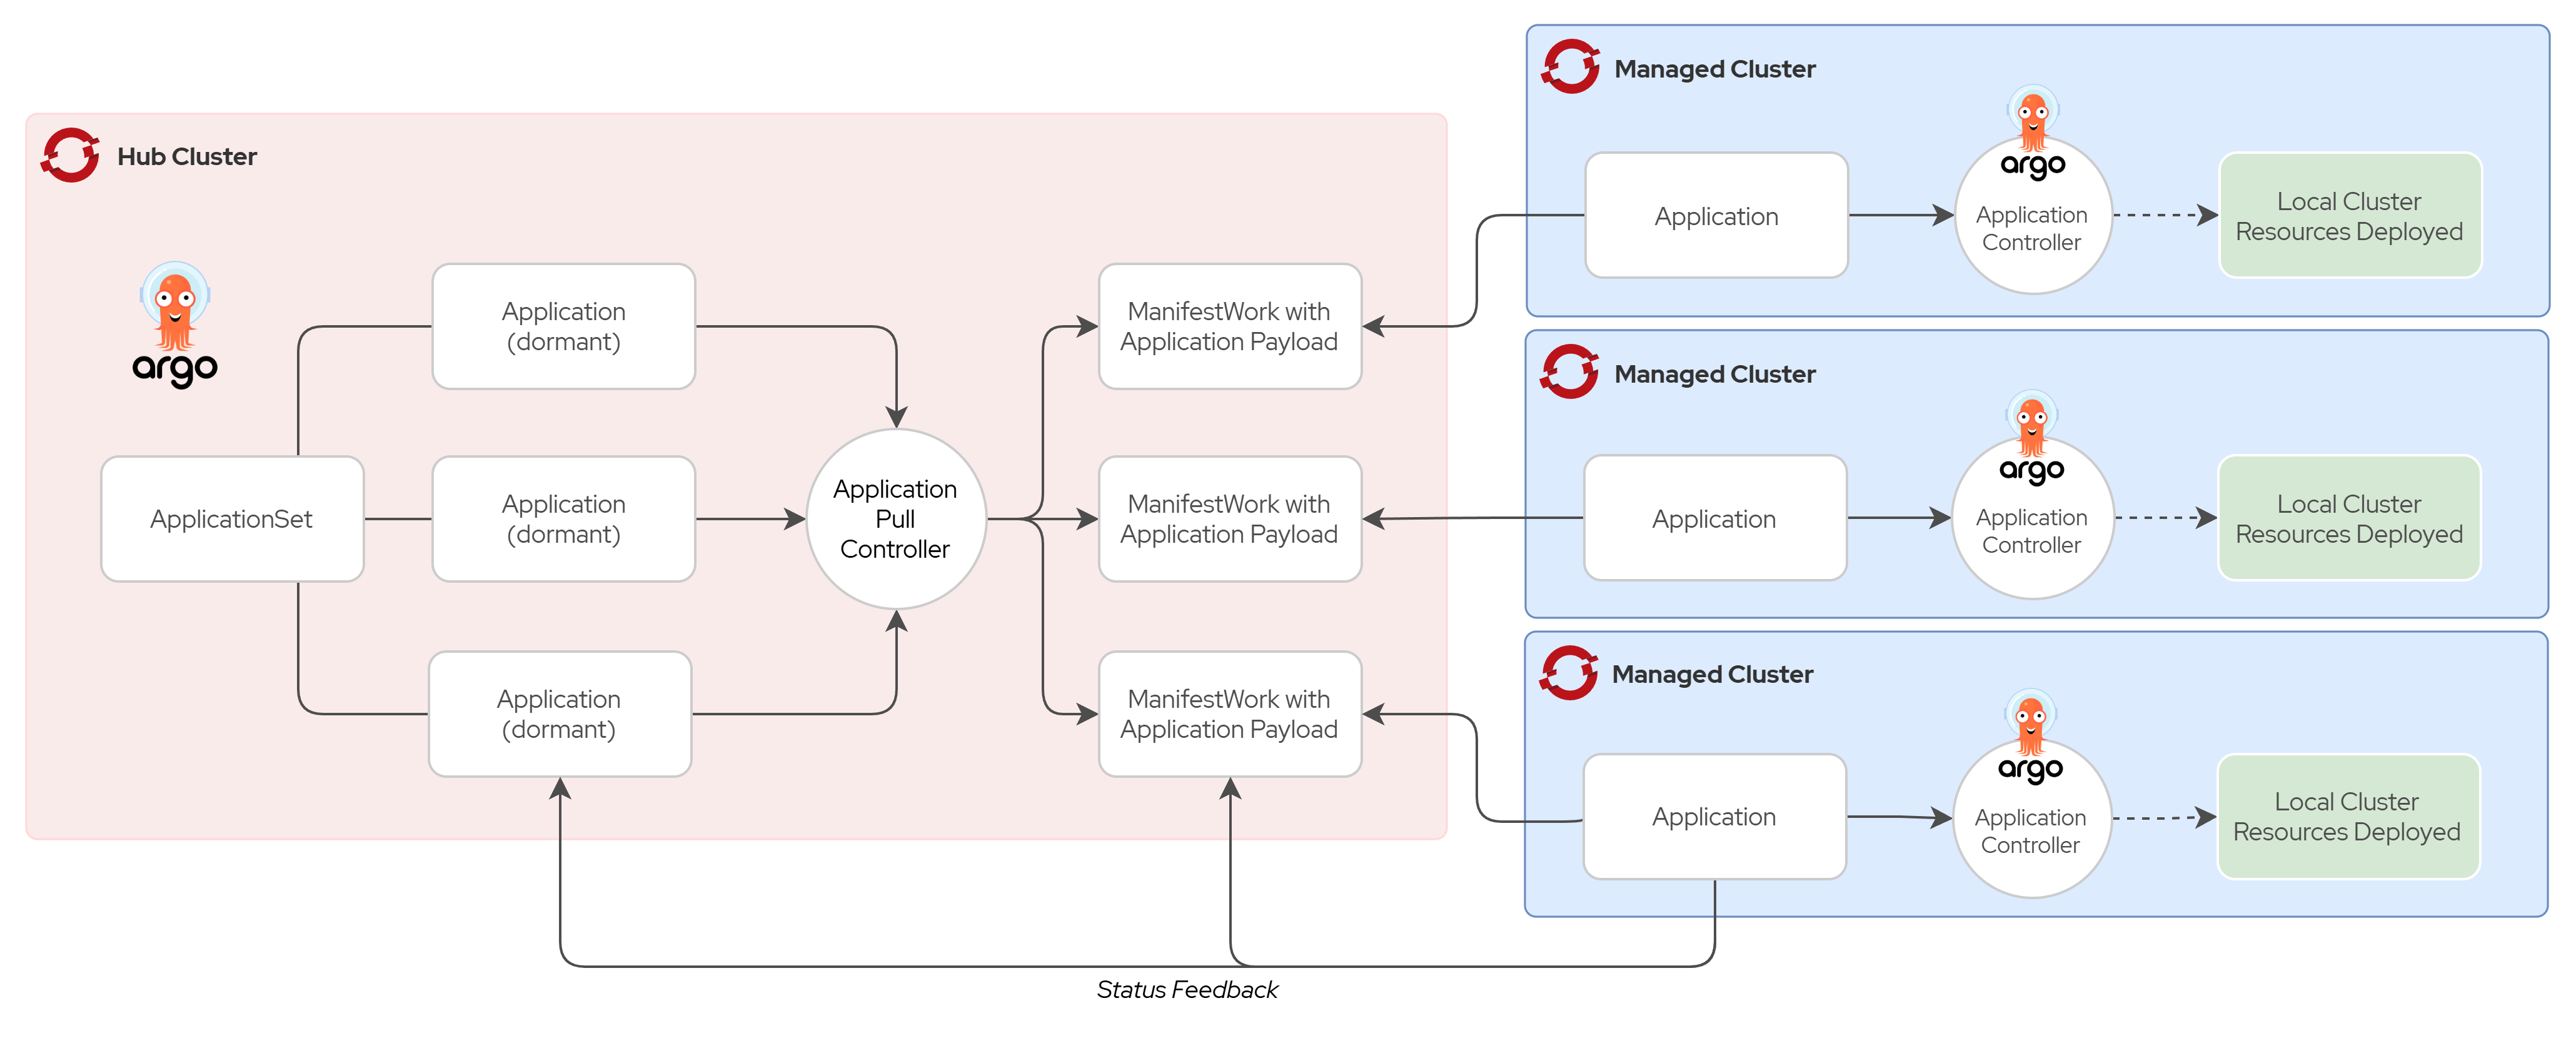 Hub Cluster
argo
ApplicationSet
Application
(dormant)
Application
(dormant)
Application
(dormant)
Application
Pull
Controller
ManifestWork with
Application Payload
ManifestWork with
Application Payload
ManifestWork with
Application Payload
Managed Cluster
Application
argo
Application
Controller
Local Cluster
Resources Deployed
Managed Cluster
Application
argo
Application
Controller
Local Cluster
Resources Deployed
Managed Cluster
Application
argo
Application
Controller
Local Cluster
Resources Deployed
Status Feedback